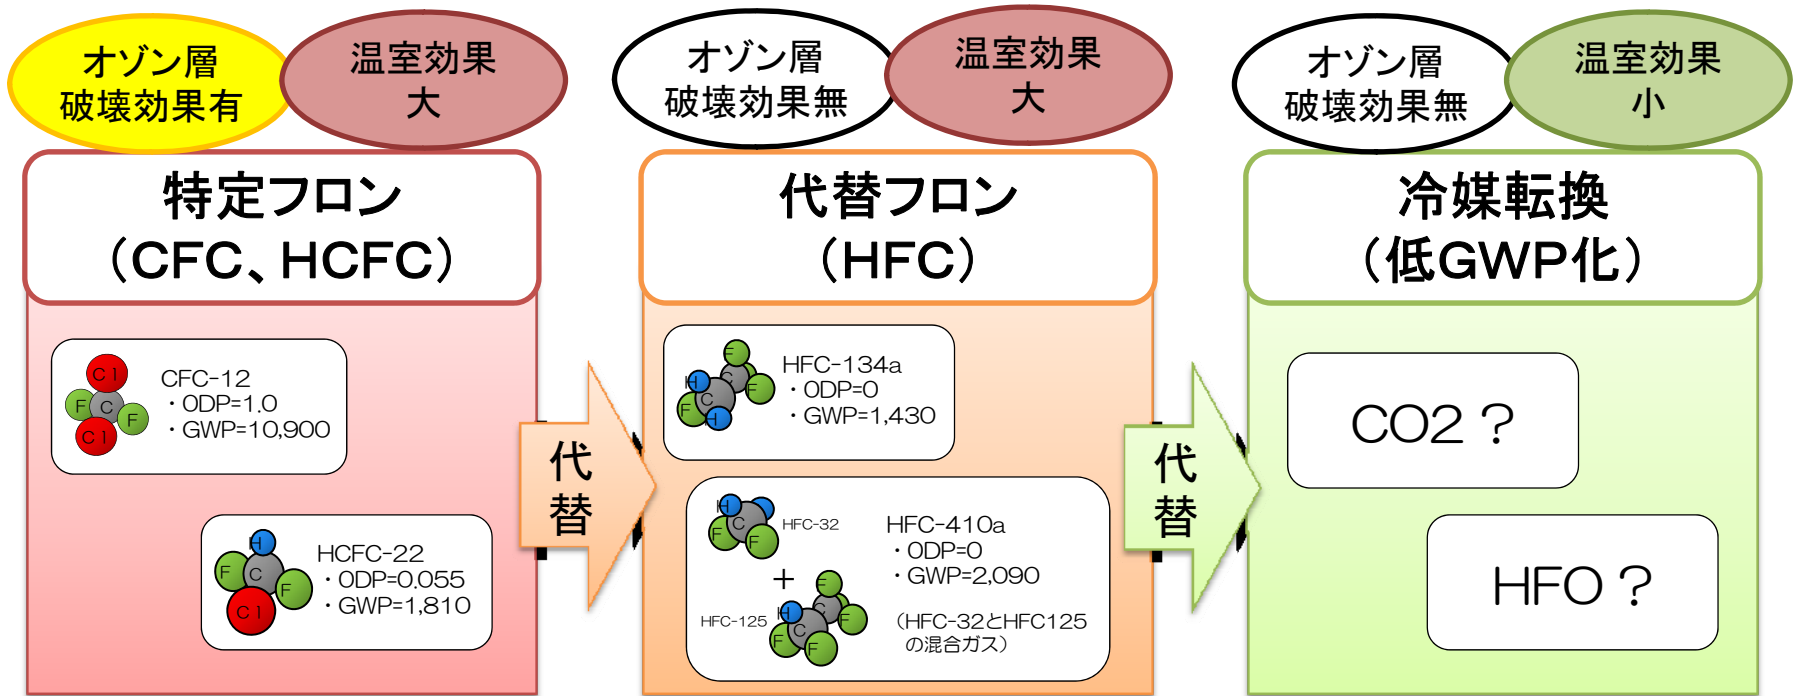 オゾン層
破壊効果有
温室効果
大
特定フロン
（CFC、HCFC）
Cl
F
C
F
Cl
CFC-12
・ODP=1.0
・GWP=10,900
H
F
C
F
Cl
HCFC-22
・ODP=0.055
・GWP=1,810
代
替
オゾン層
破壊効果無
温室効果
大
代替フロン
（HFC）
F
H
C
F
C
F
H
HFC-134a
・ODP=0
・GWP=1,430
H
C
F
F
HFC-32
+
HFC-125
F
H
C
F
C
F
F
HFC-410a
・ODP=0
・GWP=2,090
（HFC-32とHFC125
の混合ガス）
代
替
オゾン層
破壊効果無
温室効果
小
冷媒転換
（低GWP化）
CO2？
HFO？